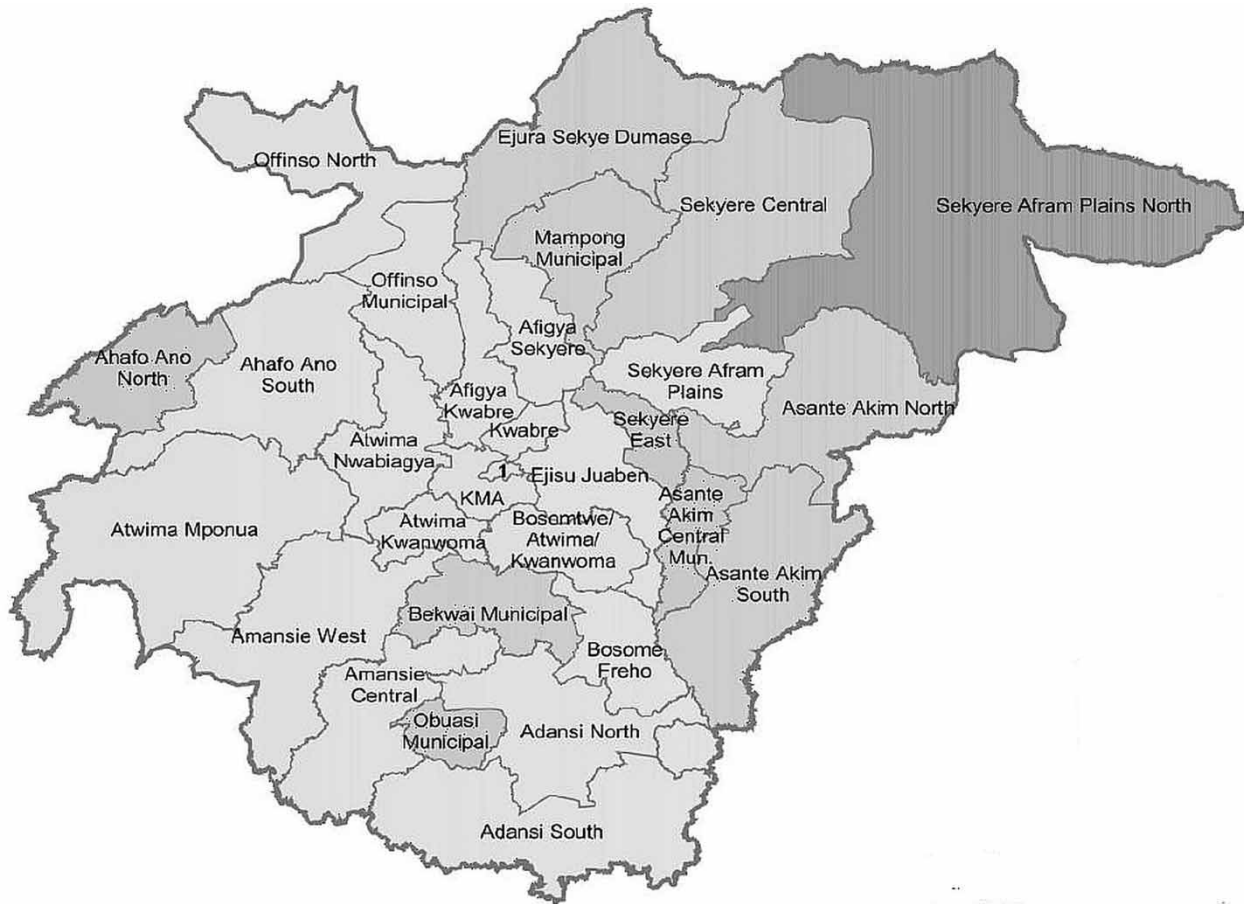 Offinso North
Ejura Sekye Dumase
Sekyere Central
Sekyere Afram Plains North
Mampong
Municipal
Offinso
Municipal
Afigya
Sekyere
Ahafo Ano
North
Ahafo Ano
South
Sekyere Afram
Plains
Asante Akim North
Afigya
Kwabre
Kwabre
Sekyere
East
Atwima
Nwabiagya
1
KMA
Ejisu Juaben
Asante
Akim
Central
Mun.
Atwima Mponua
Atwima
Kwanwoma
Bosemtwe/
Atwima/
Kwanwoma
Asante Akim
South
Bekwai Municipal
Amansie West
Bosome
Freho
Amansie
Central
Obuasi
Municipal
Adansi North
Adansi South